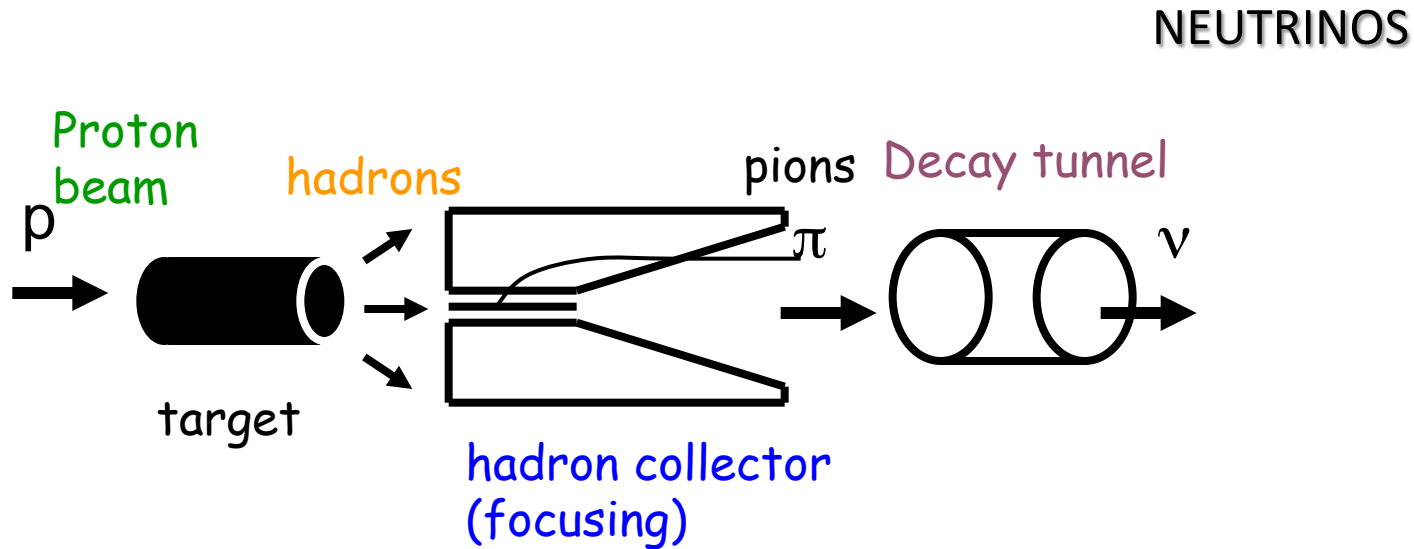 NEUTRINOS
Proton
beam
p
hadrons
pions
π
Decay tunnel
ν
target
hadron collector
(focusing)